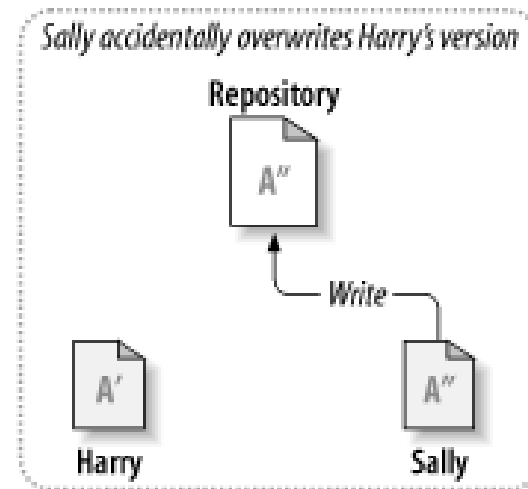 Sally accidentally overwrites Harry's version
Repository
A"
Write
A'
A"
Harry
Sally